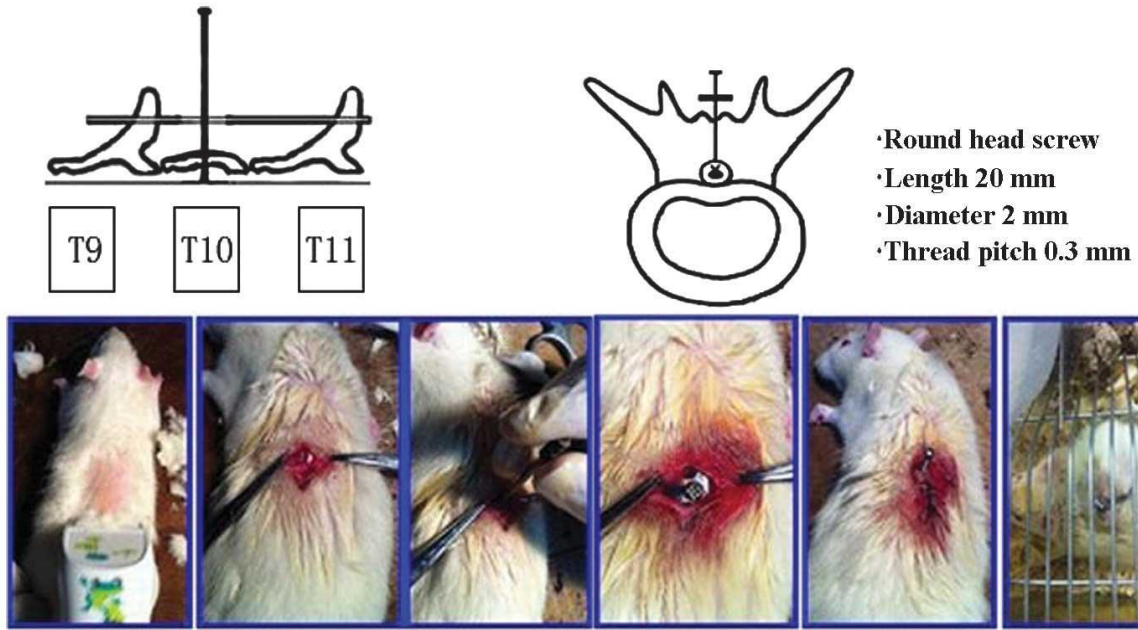 ·Round head screw
·Length 20 mm
·Diameter 2 mm
·Thread pitch 0.3 mm
T9
T10
T11